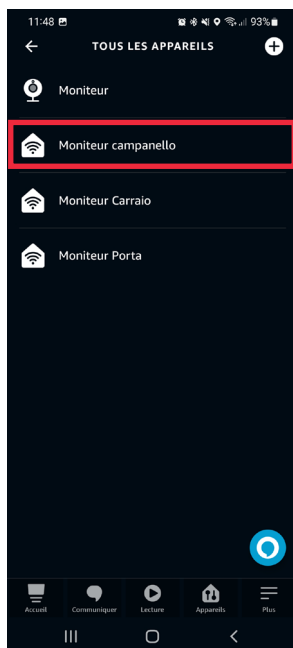 11:48 93%
TOUS LES APPAREILS
Moniteur
Moniteur campanello
Moniteur Carraio
Moniteur Porta
Accueil Communiquer Lecture Appareils Plus